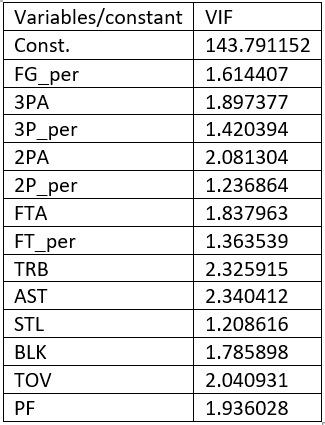 Variables/constant VIF
Const. 143.791152
FG_per 1.614407
3PA 1.897377
3P_per 1.420394
2PA 2.081304
2P_per 1.236864
FTA 1.837963
FT_per 1.363539
TRB 2.325915
AST 2.340412
STL 1.208616
BLK 1.785898
TOV 2.040931
PF 1.936028